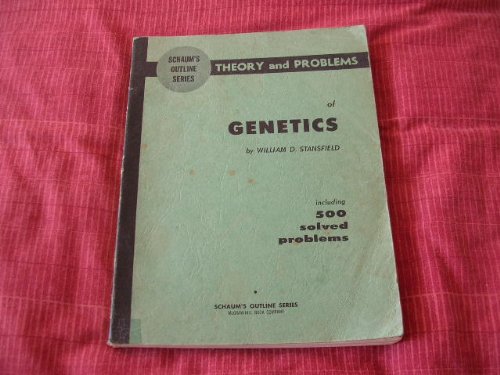 SCHAUM'S
OUTLINE
SERIES
THEORY and PROBLEMS
of
GENETICS
by WILLIAM D. STANSFIELD
including
500
solved
problems
SCHAUM'S OUTLINE SERIES